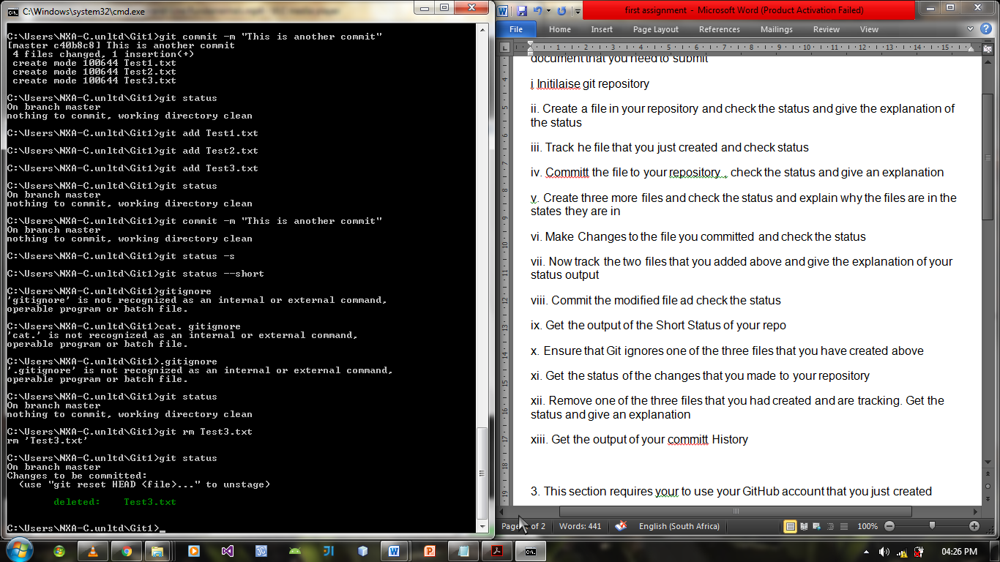 C:\Windows\system32\cmd.exe
C:\Users\NXA-C.unltd\Git1>git commit -m "This is another commit"
[master c40b8c8] This is another commit
4 files changed, 1 insertion(+)
create mode 100644 Test1.txt
create mode 100644 Test2.txt
create mode 100644 Test3.txt
C:\Users\NXA-C.unltd\Git1>git status
On branch master
nothing to commit, working directory clean
C:\Users\NXA-C.unltd\Git1>git add Test1.txt
C:\Users\NXA-C.unltd\Git1>git add Test2.txt
C:\Users\NXA-C.unltd\Git1>git add Test3.txt
C:\Users\NXA-C.unltd\Git1>git status
On branch master
nothing to commit, working directory clean
C:\Users\NXA-C.unltd\Git1>git commit -m "This is another commit"
On branch master
nothing to commit, working directory clean
C:\Users\NXA-C.unltd\Git1>git status -s
C:\Users\NXA-C.unltd\Git1>git status --short
C:\Users\NXA-C.unltd\Git1>gitignore
'gitignore' is not recognized as an internal or external command,
operable program or batch file.
C:\Users\NXA-C.unltd\Git1>cat. gitignore
'cat.' is not recognized as an internal or external command,
operable program or batch file.
C:\Users\NXA-C.unltd\Git1>.gitignore
'.gitignore' is not recognized as an internal or external command,
operable program or batch file.
C:\Users\NXA-C.unltd\Git1>git status
On branch master
nothing to commit, working directory clean
C:\Users\NXA-C.unltd\Git1>git rm Test3.txt
rm 'Test3.txt'
C:\Users\NXA-C.unltd\Git1>git status
On branch master
Changes to be committed:
(use "git reset HEAD <file>..." to unstage)
deleted: Test3.txt
C:\Users\NXA-C.unltd\Git1>_
first assignment - Microsoft Word (Product Activation Failed)
File Home Insert Page Layout References Mailings Review View
1 2 3 4 5 6 7 8 9 10 11 12 13 14 15
document that you need to submit
i Initilaise git repository
ii. Create a file in your repository and check the status and give the explanation of
the status
iii. Track he file that you just created and check status
iv. Committ the file to your repository , check the status and give an explanation
v. Create three more files and check the status and explain why the files are in the
states they are in
vi. Make Changes to the file you committed and check the status
vii. Now track the two files that you added above and give the explanation of your
status output
viii. Commit the modified file ad check the status
ix. Get the output of the Short Status of your repo
x. Ensure that Git ignores one of the three files that you have created above
xi. Get the status of the changes that you made to your repository
xii. Remove one of the three files that you had created and are tracking. Get the
status and give an explanation
xiii. Get the output of your committ History
3. This section requires your to use your GitHub account that you just created
Page: of 2 Words: 441 English (South Africa) 100%
04:26 PM